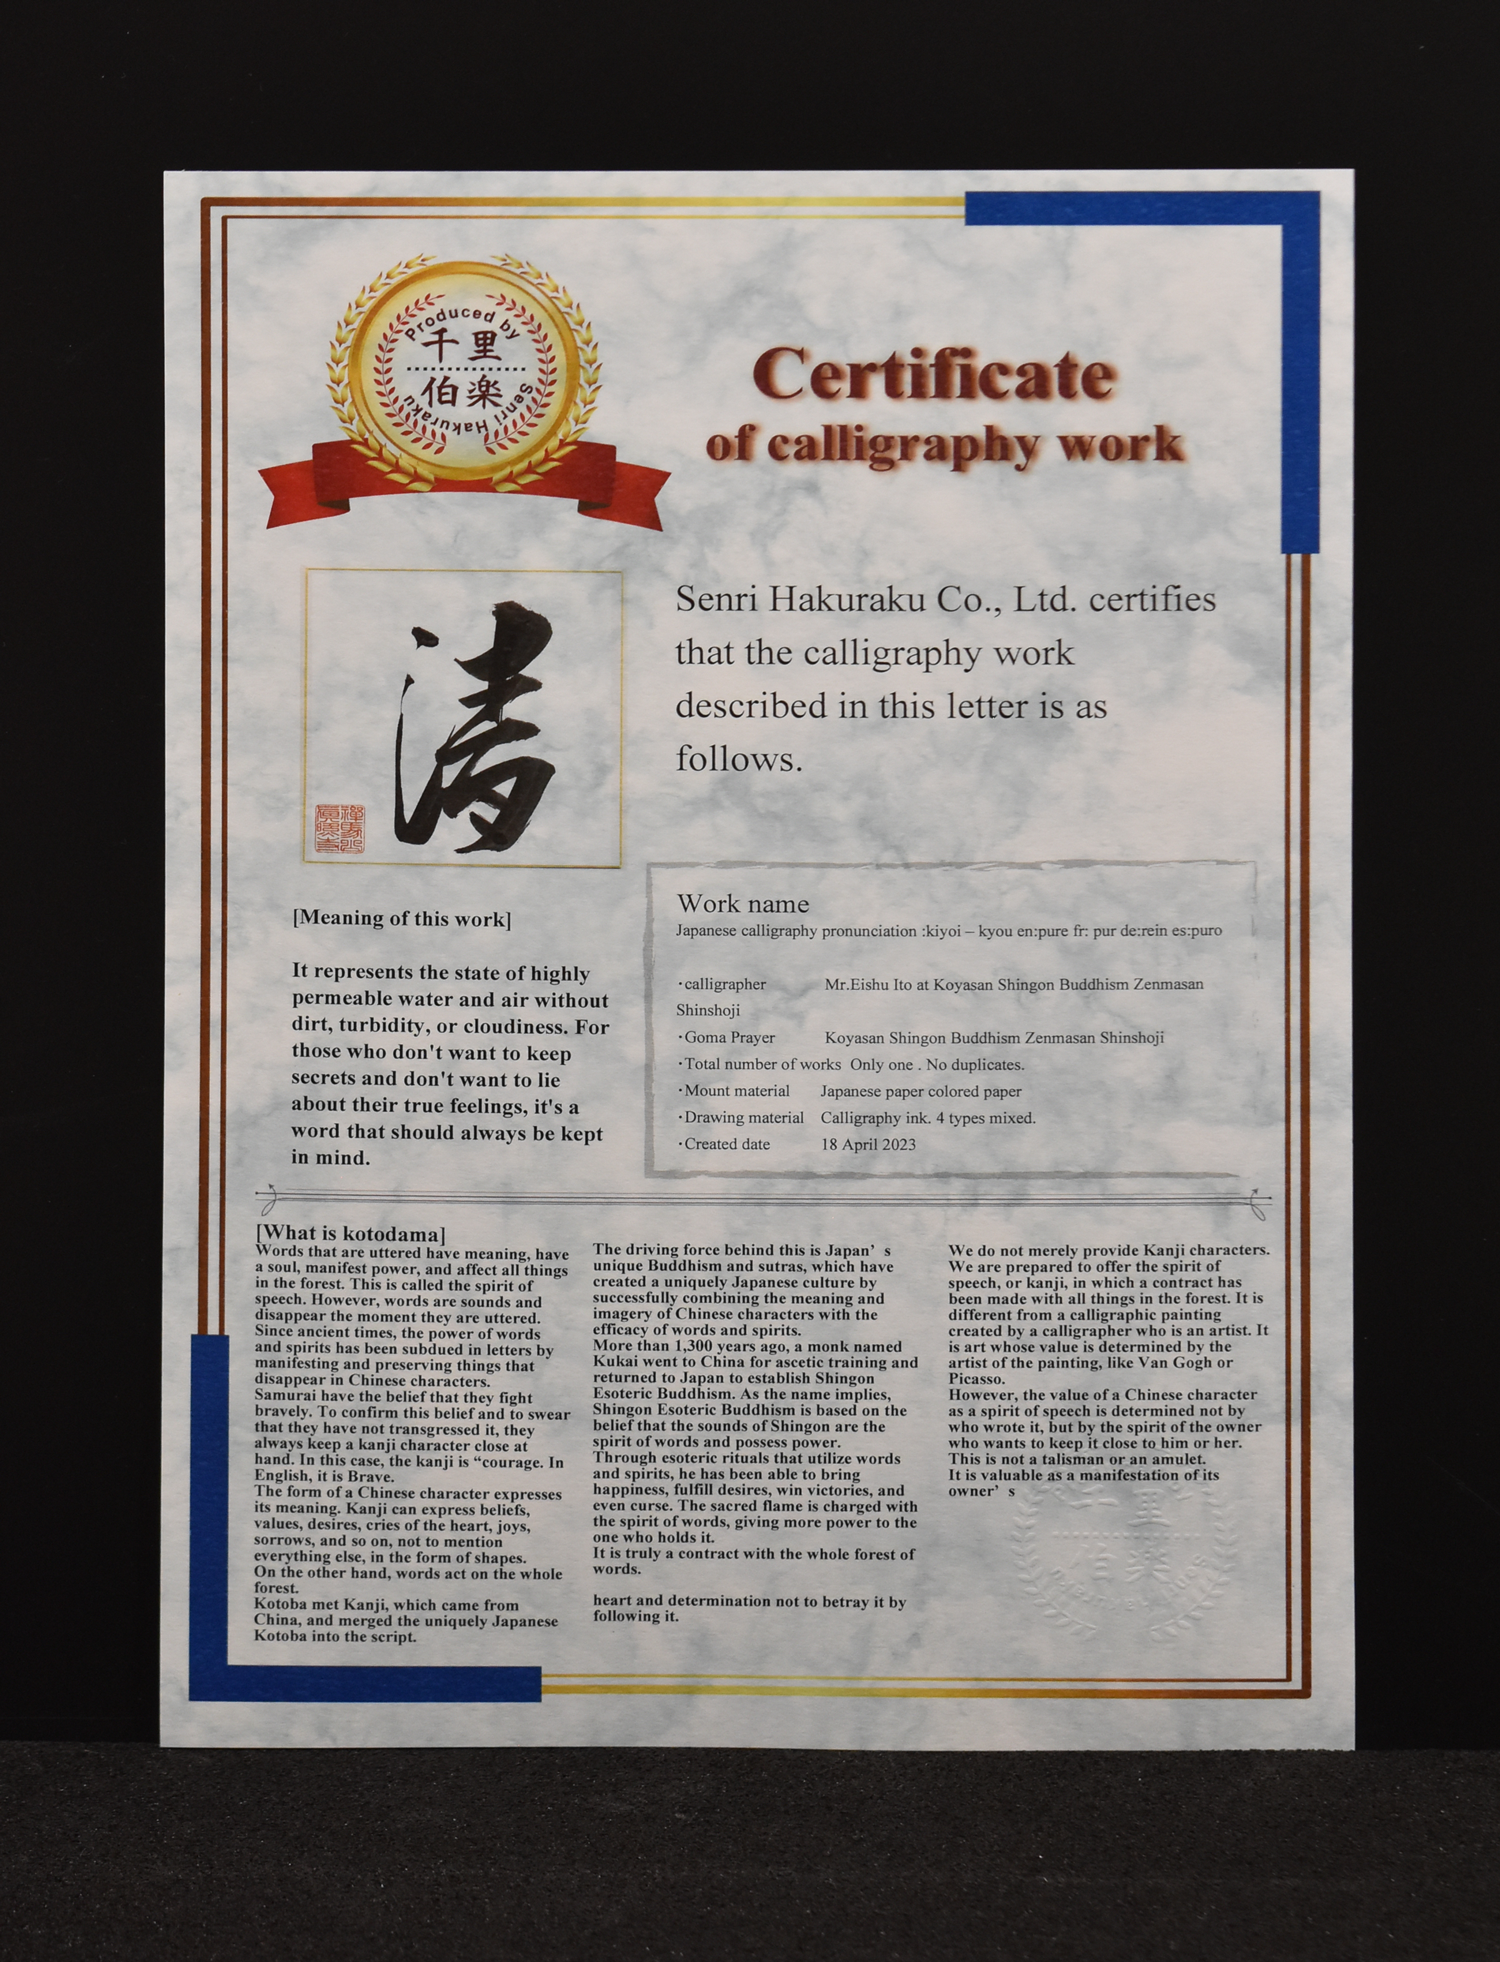 Produced by
千里
伯楽
Senri Hakuraku
Certificate
of calligraphy work
清
Senri Hakuraku Co., Ltd. certifies
that the calligraphy work
described in this letter is as
follows.
[Meaning of this work]
It represents the state of highly
permeable water and air without
dirt, turbidity, or cloudiness. For
those who don't want to keep
secrets and don't want to lie
about their true feelings, it's a
word that should always be kept
in mind.
Work name
Japanese calligraphy pronunciation :kiyoi – kyou en:pure fr: pur de:rein es:puro
・calligrapher Mr.Eishu Ito at Koyasan Shingon Buddhism Zenmasan
Shinshoji
・Goma Prayer Koyasan Shingon Buddhism Zenmasan Shinshoji
・Total number of works Only one . No duplicates.
・Mount material Japanese paper colored paper
・Drawing material Calligraphy ink. 4 types mixed.
・Created date 18 April 2023
[What is kotodama]
Words that are uttered have meaning, have
a soul, manifest power, and affect all things
in the forest. This is called the spirit of
speech. However, words are sounds and
disappear the moment they are uttered.
Since ancient times, the power of words
and spirits has been subdued in letters by
manifesting and preserving things that
disappear in Chinese characters.
Samurai have the belief that they fight
bravely. To confirm this belief and to swear
that they have not transgressed it, they
always keep a kanji character close at
hand. In this case, the kanji is “courage. In
English, it is Brave.
The form of a Chinese character expresses
its meaning. Kanji can express beliefs,
values, desires, cries of the heart, joys,
sorrows, and so on, not to mention
everything else, in the form of shapes.
On the other hand, words act on the whole
forest.
Kotoba met Kanji, which came from
China, and merged the uniquely Japanese
Kotoba into the script.
The driving force behind this is Japan’ s
unique Buddhism and sutras, which have
created a uniquely Japanese culture by
successfully combining the meaning and
imagery of Chinese characters with the
efficacy of words and spirits.
More than 1,300 years ago, a monk named
Kukai went to China for ascetic training and
returned to Japan to establish Shingon
Esoteric Buddhism. As the name implies,
Shingon Esoteric Buddhism is based on the
belief that the sounds of Shingon are the
spirit of words and possess power.
Through esoteric rituals that utilize words
and spirits, he has been able to bring
happiness, fulfill desires, win victories, and
even curse. The sacred flame is charged with
the spirit of words, giving more power to the
one who holds it.
It is truly a contract with the whole forest of
words.
heart and determination not to betray it by
following it.
We do not merely provide Kanji characters.
We are prepared to offer the spirit of
speech, or kanji, in which a contract has
been made with all things in the forest. It is
different from a calligraphic painting
created by a calligrapher who is an artist. It
is art whose value is determined by the
artist of the painting, like Van Gogh or
Picasso.
However, the value of a Chinese character
as a spirit of speech is determined not by
who wrote it, but by the spirit of the owner
who wants to keep it close to him or her.
This is not a talisman or an amulet.
It is valuable as a manifestation of its
owner’ s
千里
伯楽